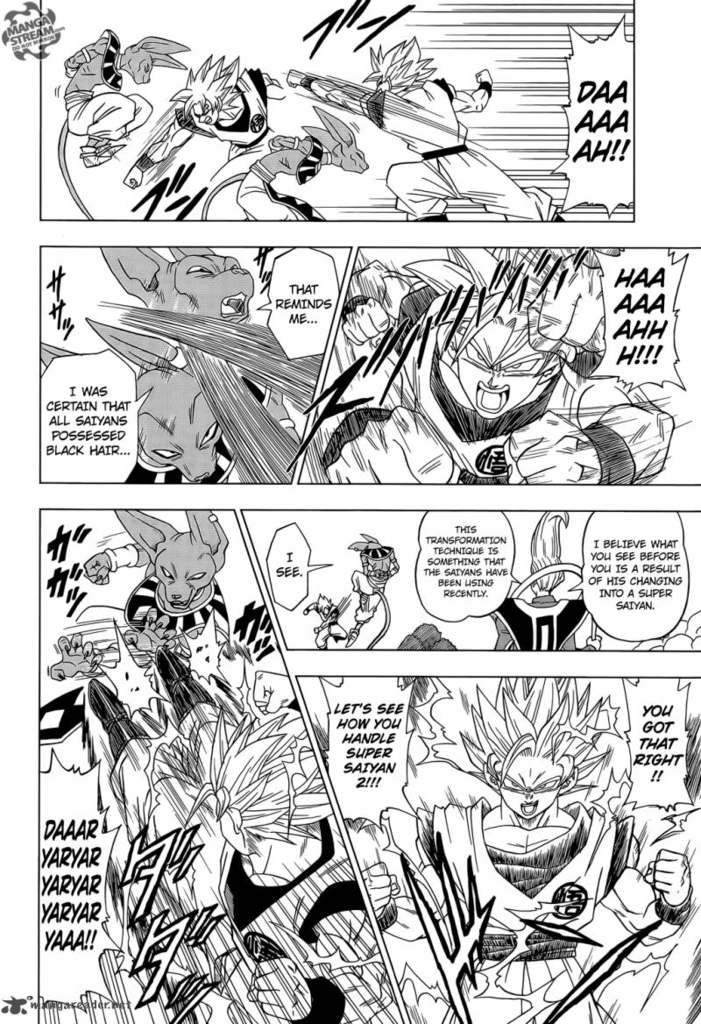 MANGA
STREAM
DAA
AAA
AAA
AH!!
HAA
AAA
AAA
AHH
H!!!
THAT
REMINDS
ME...
I WAS
CERTAIN THAT
ALL SAIYANS
POSSESSED
BLACK HAIR...
I BELIEVE WHAT
YOU SEE BEFORE
YOU IS A RESULT
OF HIS CHANGING
INTO A SUPER
SAIYAN.
THIS
TRANSFORMATION
TECHNIQUE IS
SOMETHING THAT
THE SAIYANS HAVE
BEEN USING
RECENTLY.
I
SEE.
YOU
GOT
THAT
RIGHT
!!
LET'S SEE
HOW YOU
HANDLE
SUPER
SAIYAN
2!!!
DAAAR
YARYAR
YARYAR
YARYAR
YAAA!!
mangareader.net